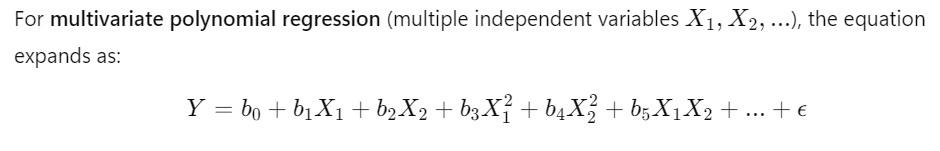 For multivariate polynomial regression (multiple independent variables X₁, X₂, ...), the equation
expands as:
Y = b₀ + b₁X₁ + b₂X₂ + b₃X₁² + b₄X₂² + b₅X₁X₂ + ... + ϵ